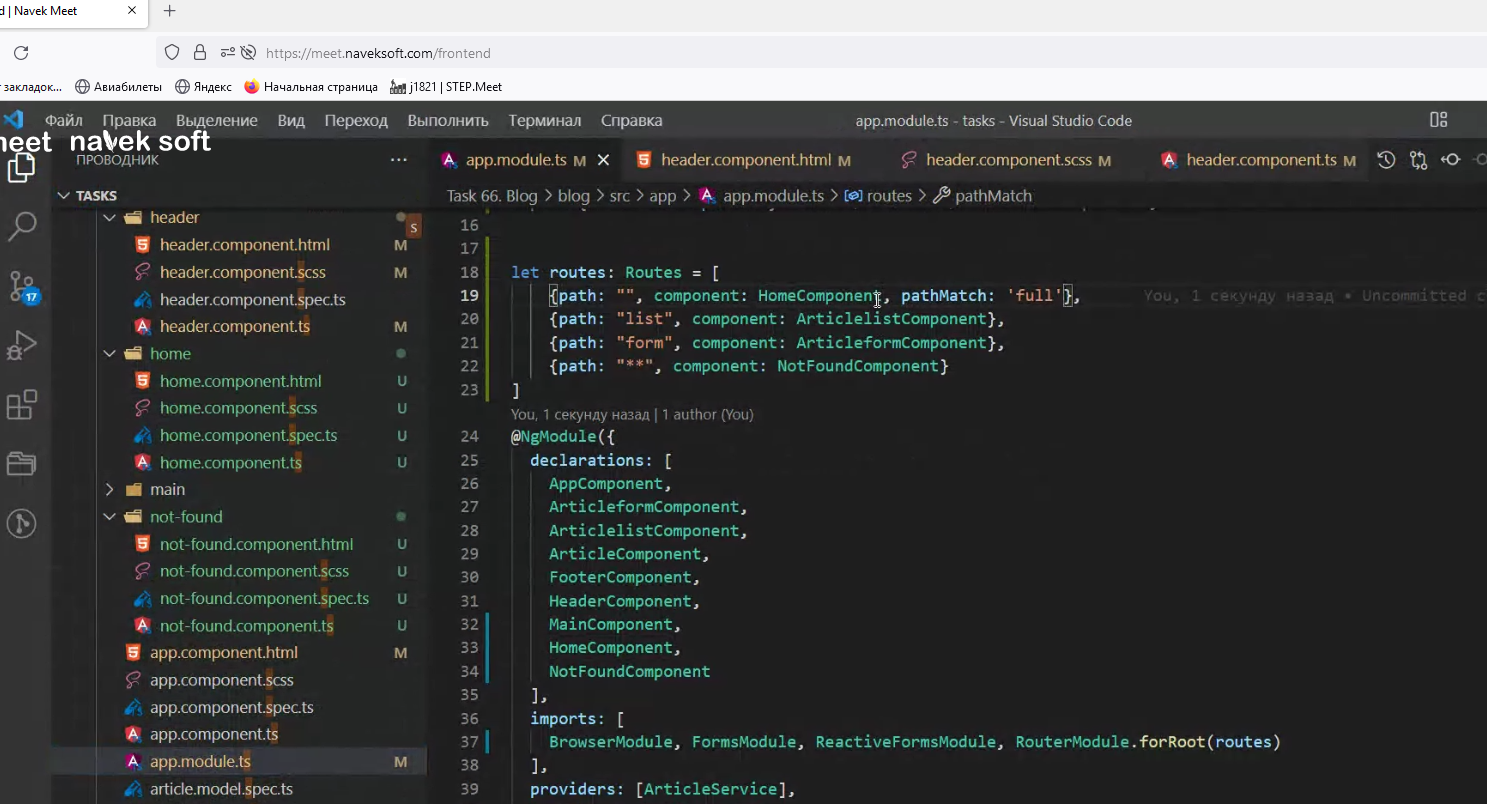 d | Navek Meet
https://meet.naveksoft.com/frontend
закладок...
Авиабилеты
Яндекс
Начальная страница
j1821 | STEP.Meet
Файл Правка Выделение Вид Переход Выполнить Терминал Справка
app.module.ts - tasks - Visual Studio Code
meet navek soft
ПРОВОДНИК
app.module.ts M
header.component.html M
header.component.scss M
header.component.ts M
TASKS
Task 66. Blog > blog > src > app > app.module.ts > routes > pathMatch
header
S
header.component.html M
header.component.scss M
header.component.spec.ts
header.component.ts M
home
home.component.html U
home.component.scss U
home.component.spec.ts U
home.component.ts U
main
not-found
not-found.component.html U
not-found.component.scss U
not-found.component.spec.ts U
not-found.component.ts U
app.component.html M
app.component.scss
app.component.spec.ts
app.component.ts
app.module.ts M
article.model.spec.ts
17
16
17
18 let routes: Routes = [
19 {path: "", component: HomeComponent, pathMatch: 'full'}, You, 1 секунду назад • Uncommitted c
20 {path: "list", component: ArticlelistComponent},
21 {path: "form", component: ArticleformComponent},
22 {path: "**", component: NotFoundComponent}
23 ]
You, 1 секунду назад | 1 author (You)
24 @NgModule({
25 declarations: [
26 AppComponent,
27 ArticleformComponent,
28 ArticlelistComponent,
29 ArticleComponent,
30 FooterComponent,
31 HeaderComponent,
32 MainComponent,
33 HomeComponent,
34 NotFoundComponent
35 ],
36 imports: [
37 BrowserModule, FormsModule, ReactiveFormsModule, RouterModule.forRoot(routes)
38 ],
39 providers: [ArticleService],